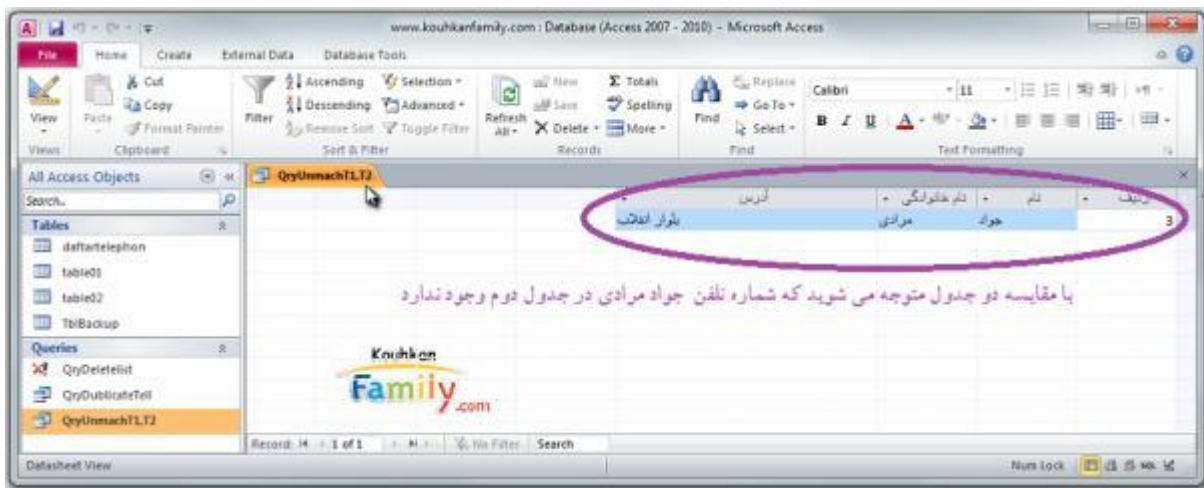 www.kouhkanfamily.com : Database (Access 2007 - 2010) - Microsoft Access
File Home Create External Data Database Tools
View
Paste
Cut
Copy
Format Painter
Filter
Ascending
Descending
Remove Sort
Selection
Advanced
Toggle Filter
Refresh All
New
Save
Delete
Totals
Spelling
More
Find
Replace
Go To
Select
Calibri 11
B I U A
Views Clipboard Sort & Filter Records Find Text Formatting
All Access Objects
Search..
Tables
daftartelephon
table01
table02
TblBackup
Queries
QryDeletelist
QryDublicateTell
QryUnmachT1,T2
QryUnmachT1,T2
ردیف نام نام خانوادگی آدرس
3 جواد مرادی بلوار انقلاب
با مقایسه دو جدول متوجه می شوید که شماره تلفن جواد مرادی در جدول دوم وجود ندارد
Kouhkan
Family
.com
Record: 1 of 1 No Filter Search
Datasheet View
Num Lock